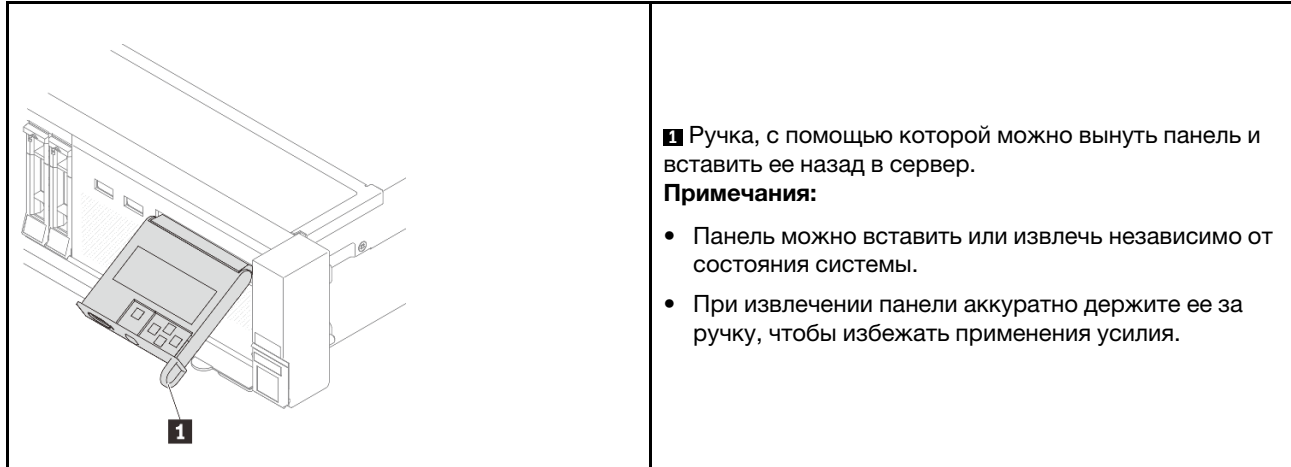 1
1 Ручка, с помощью которой можно вынуть панель и
вставить ее назад в сервер.
Примечания:
• Панель можно вставить или извлечь независимо от
состояния системы.
• При извлечении панели аккуратно держите ее за
ручку, чтобы избежать применения усилия.